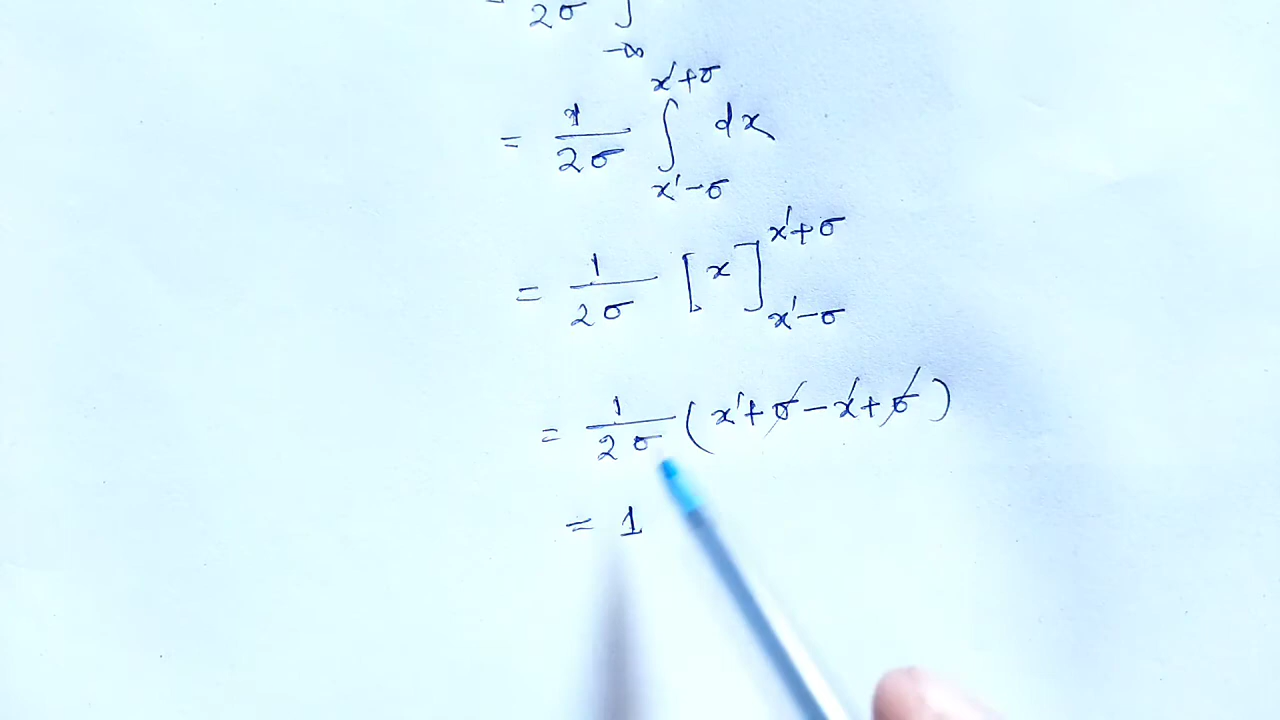 = 2σ ∫ -∞
= 1/2σ ∫_{x'-σ}^{x'+σ} dx
= 1/2σ [x]_{x'-σ}^{x'+σ}
= 1/2σ (x'+σ-x'+σ)
= 1